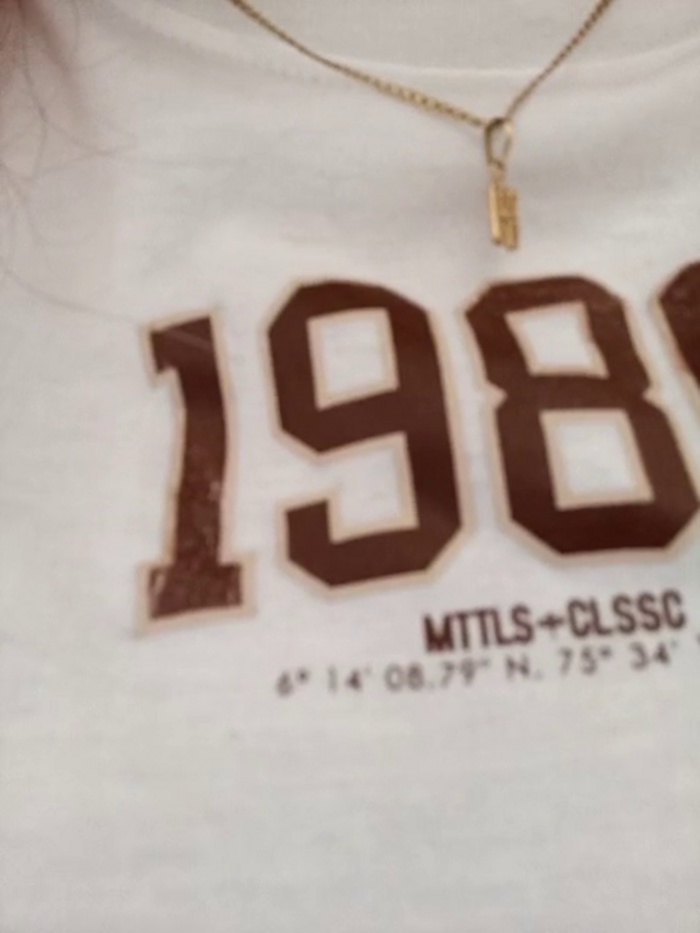 198
MTTLS+CLSSC
6° 14' 08.79" N. 75° 34'